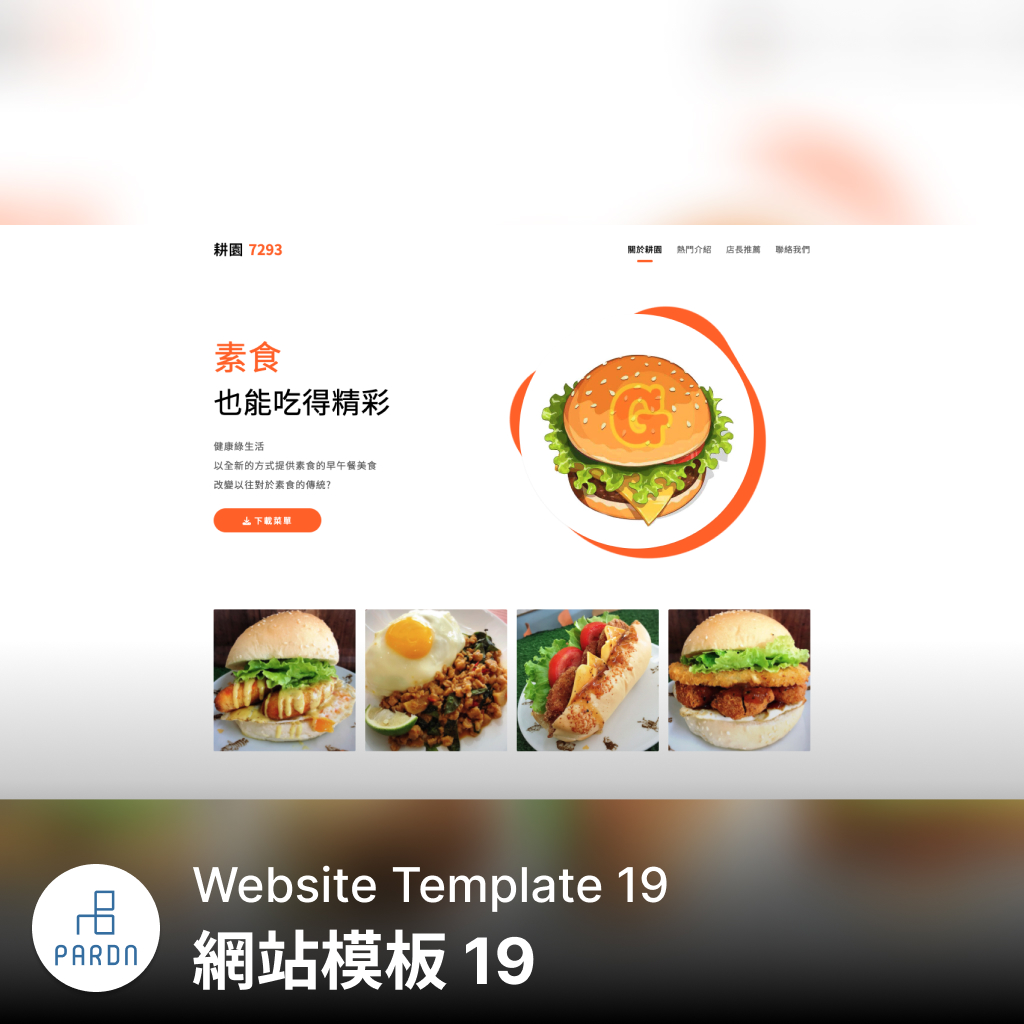 耕園 7293
關於耕園 熱門介紹 店長推薦 聯絡我們
素食
也能吃得精彩
健康綠生活
以全新的方式提供素食的早午餐美食
改變以往對於素食的傳統?
下載菜單
G
Website Template 19
網站模板 19
PARDN